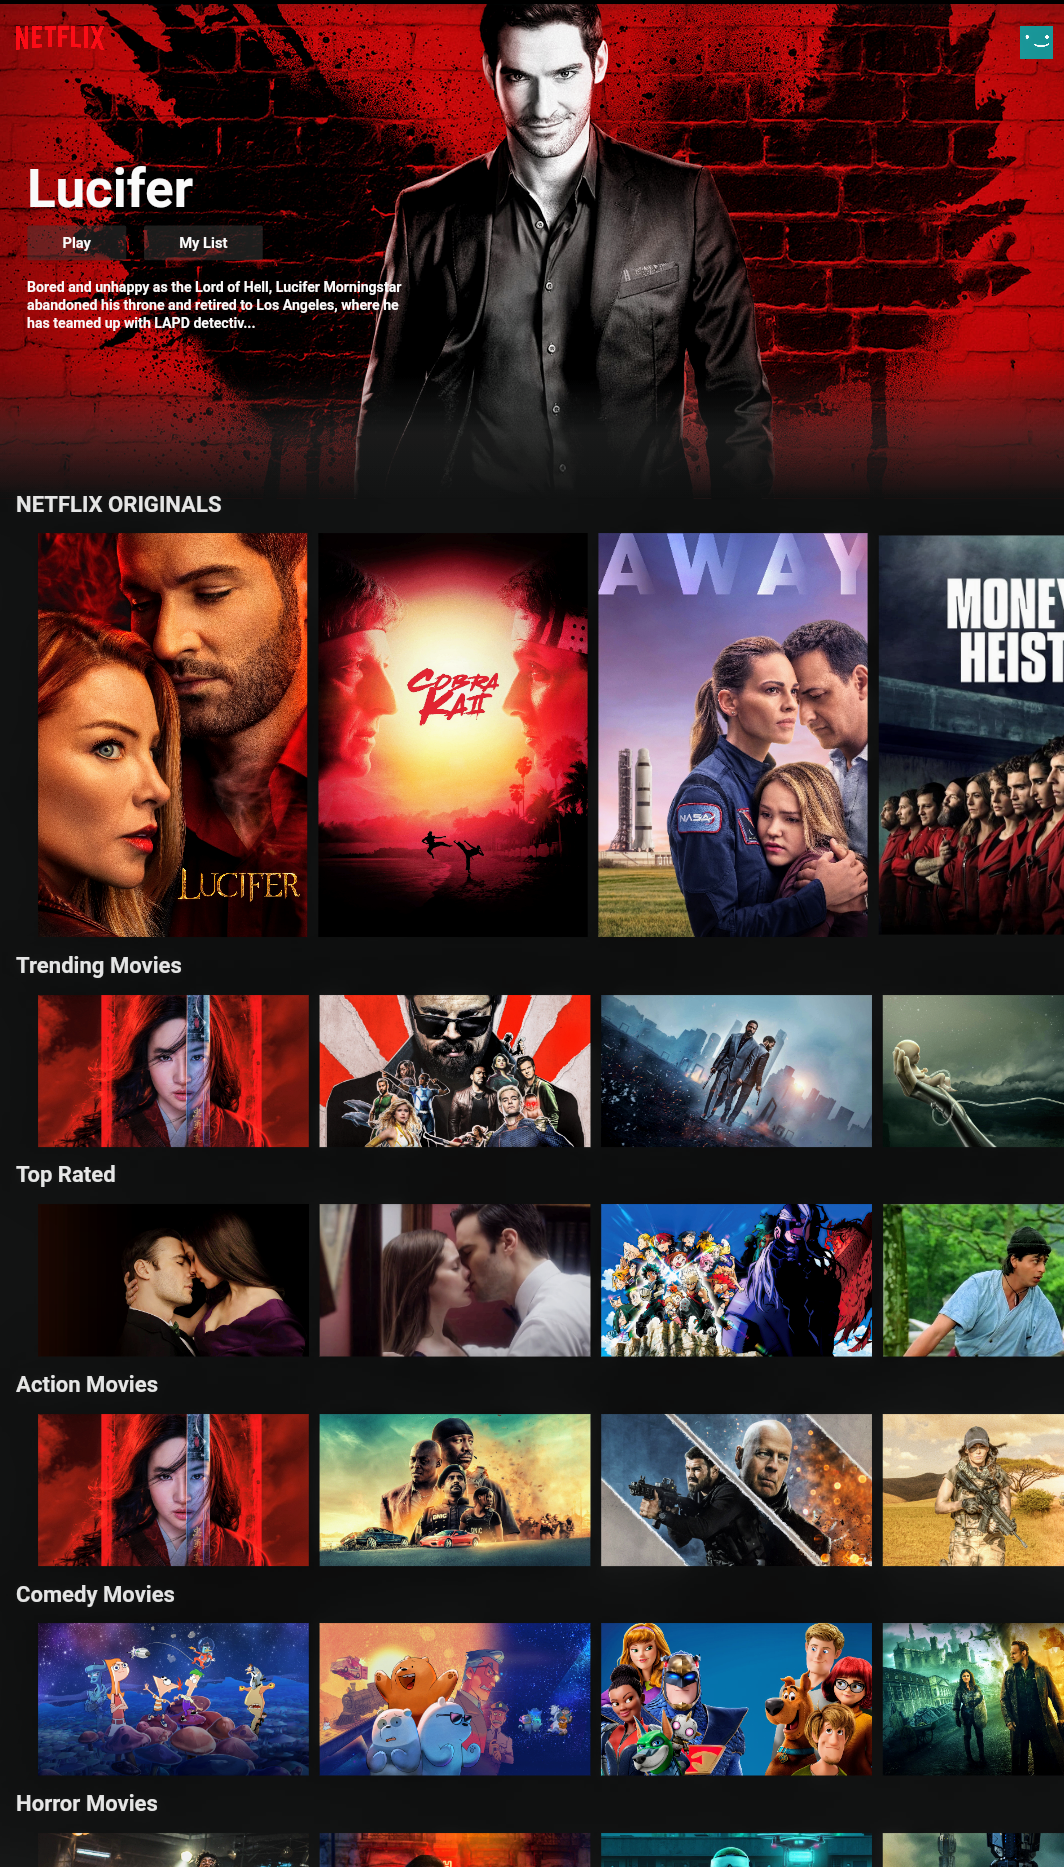 NETFLIX
Lucifer
Play
My List
Bored and unhappy as the Lord of Hell, Lucifer Morningstar
abandoned his throne and retired to Los Angeles, where he
has teamed up with LAPD detectiv...
NETFLIX ORIGINALS
LUCIFER
COBRA
KAI
AWAY
NASA
MONEY
HEIST
Trending Movies
Top Rated
Action Movies
Comedy Movies
Horror Movies